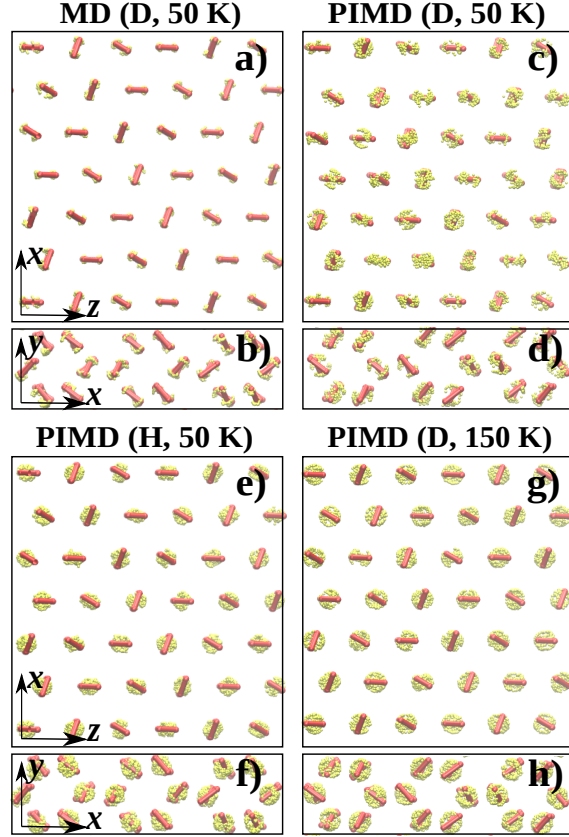 MD (D, 50 K)
PIMD (D, 50 K)
a)
c)
x
z
y
b)
d)
x
PIMD (H, 50 K)
PIMD (D, 150 K)
e)
g)
x
z
y
f)
h)
x